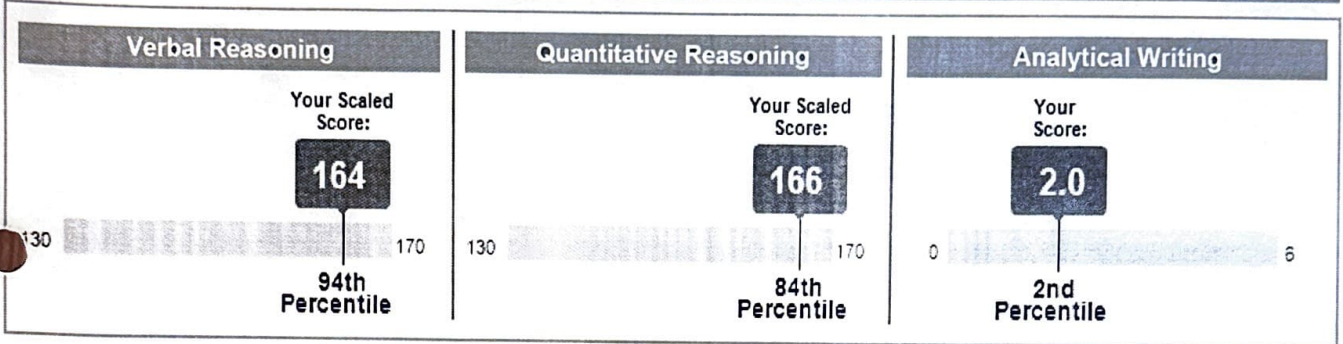 Verbal Reasoning
Your Scaled
Score:
164
130
170
94th
Percentile
Quantitative Reasoning
Your Scaled
Score:
166
130
170
84th
Percentile
Analytical Writing
Your
Score:
2.0
0
6
2nd
Percentile